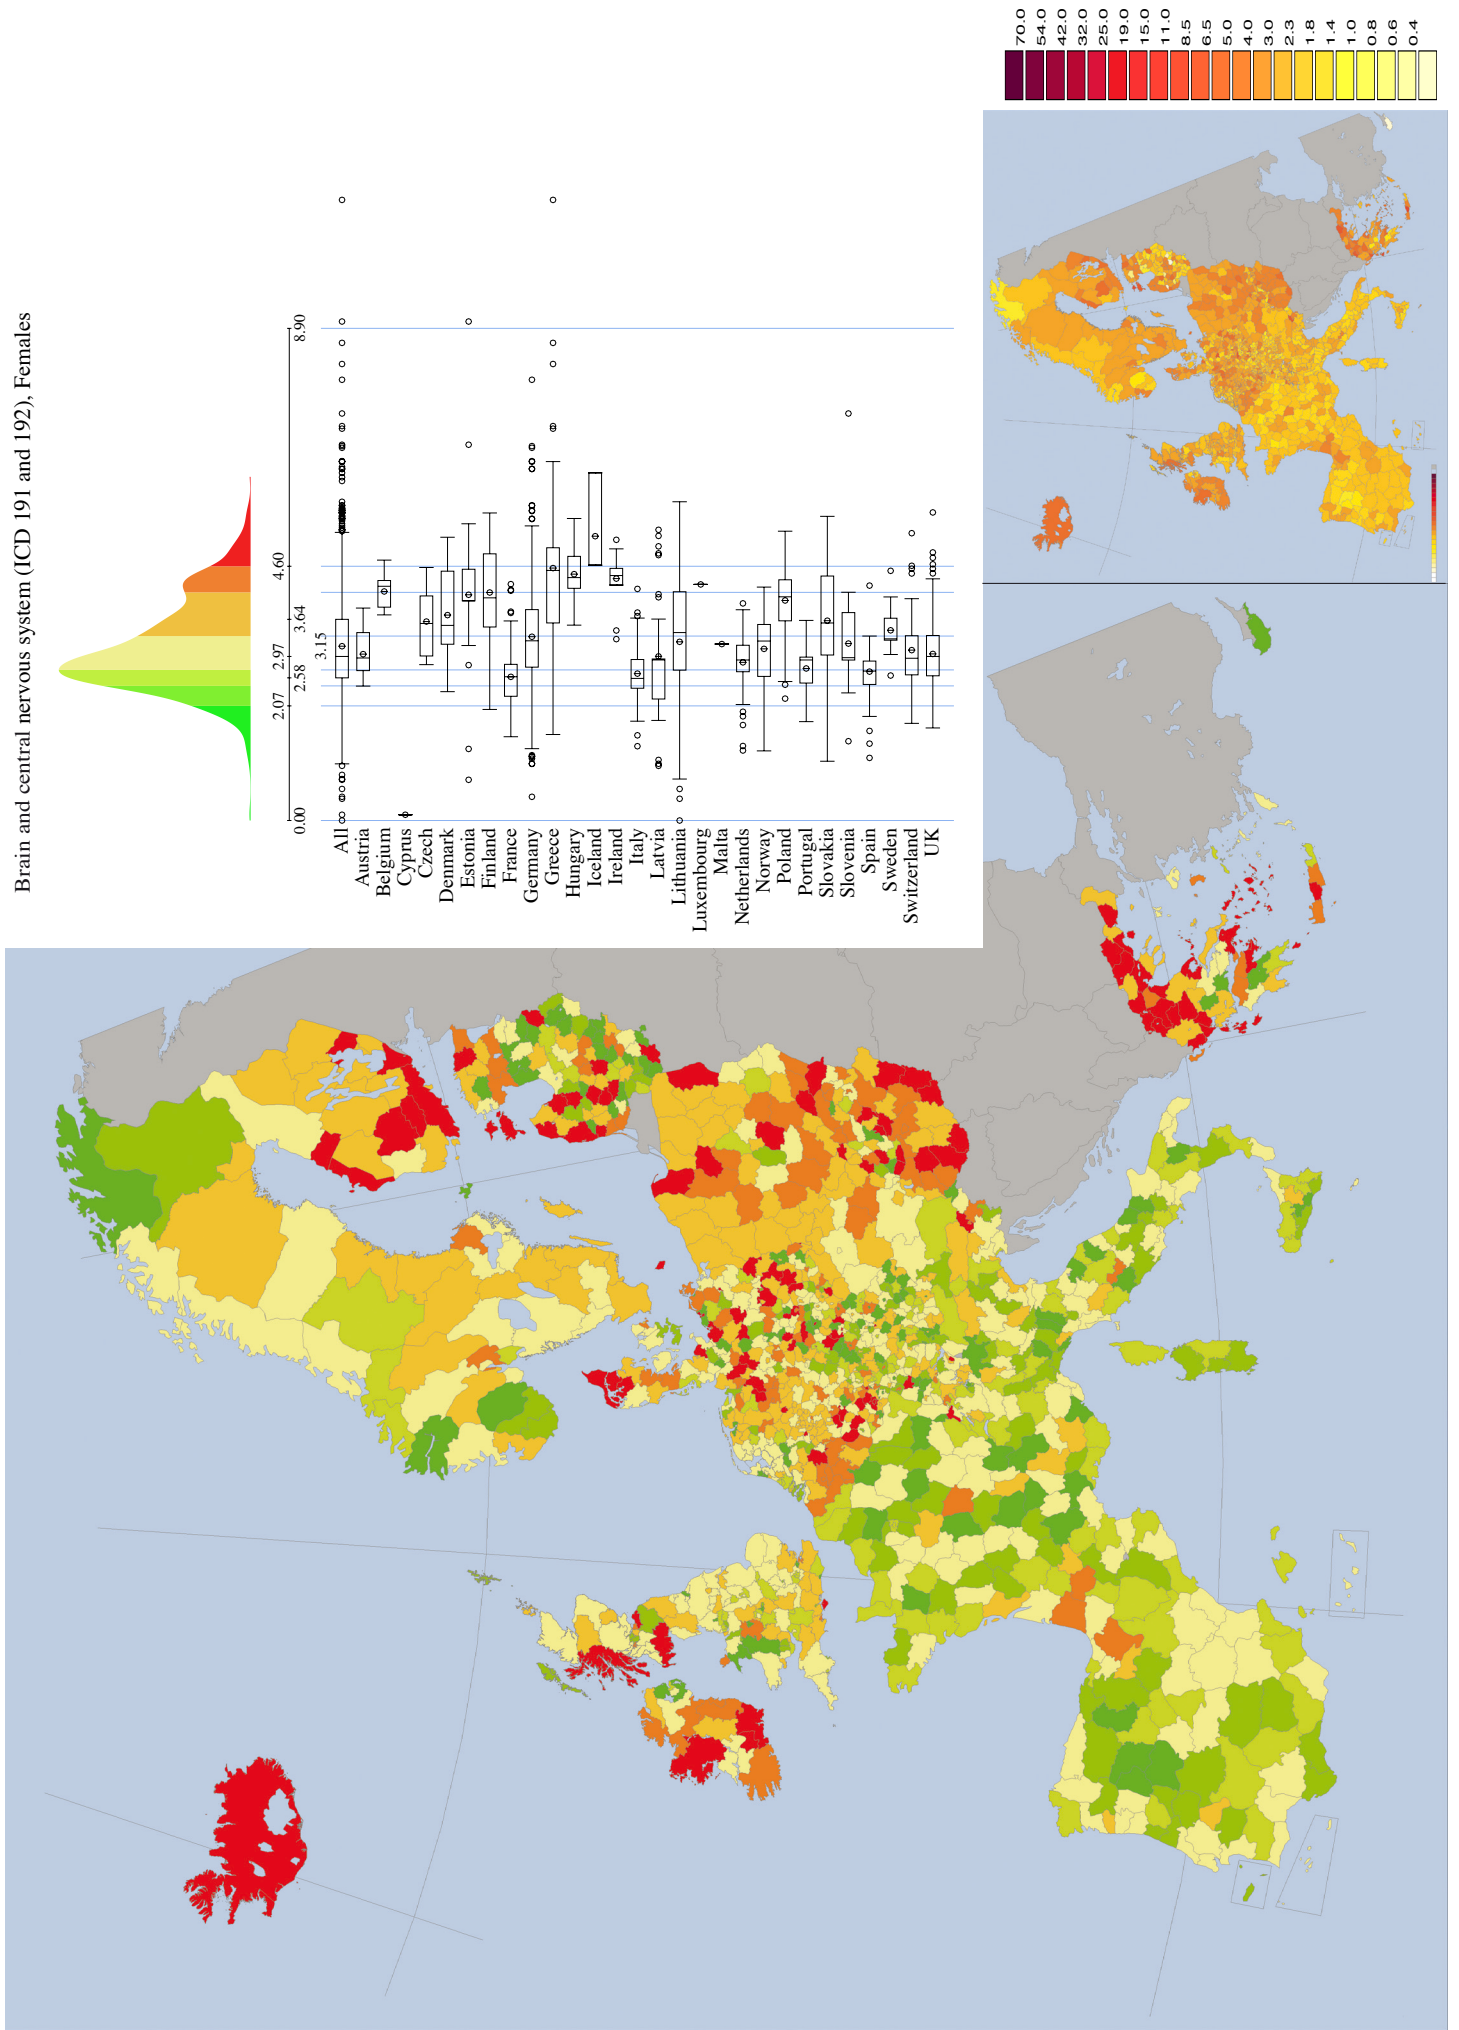 Brain and central nervous system (ICD 191 and 192), Females
0.00
2.07
2.58
2.97
3.15
3.64
4.60
8.90
All
Austria
Belgium
Cyprus
Czech
Denmark
Estonia
Finland
France
Germany
Greece
Hungary
Iceland
Ireland
Italy
Latvia
Lithuania
Luxembourg
Malta
Netherlands
Norway
Poland
Portugal
Slovakia
Slovenia
Spain
Sweden
Switzerland
UK
70.0
54.0
42.0
32.0
25.0
19.0
15.0
11.0
8.5
6.5
5.0
4.0
3.0
2.3
1.8
1.4
1.0
0.8
0.6
0.4